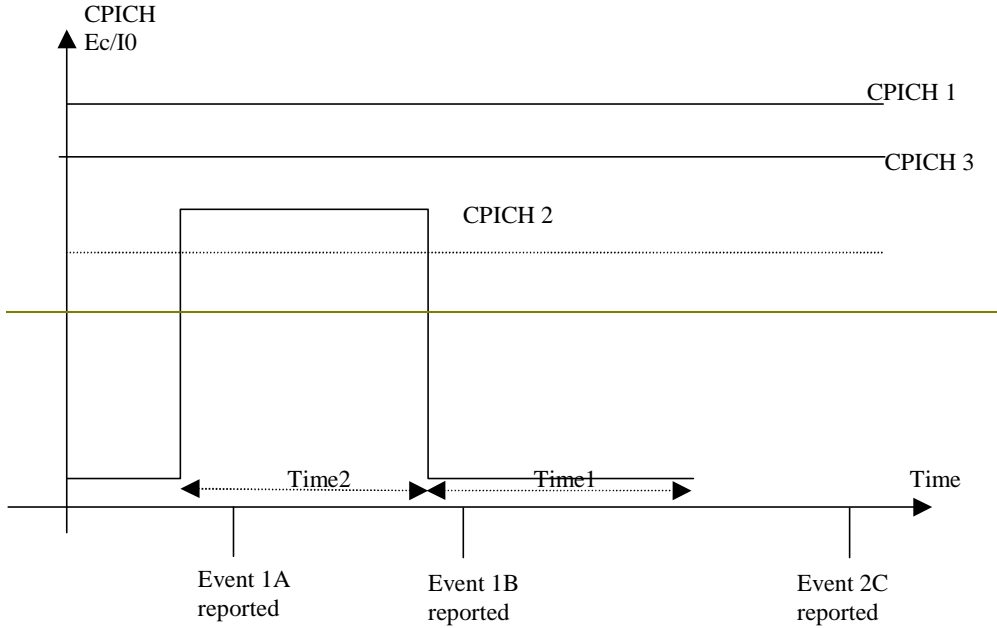 CPICH
Ec/I0
CPICH 1
CPICH 3
CPICH 2
Time2
Time1
Time
Event 1A
reported
Event 1B
reported
Event 2C
reported